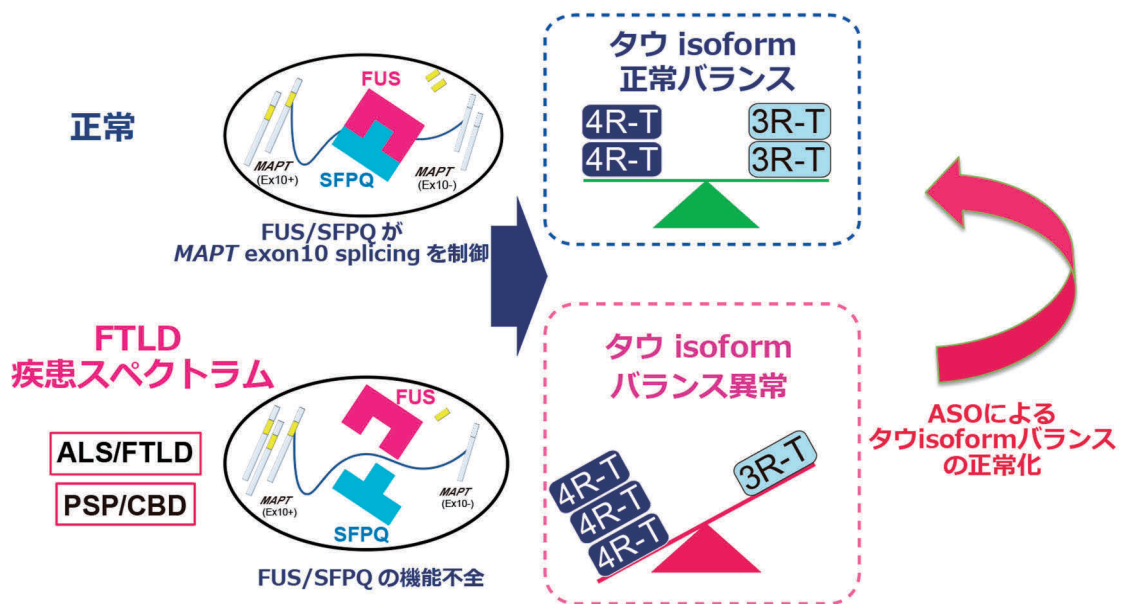 正常
FUS
MAPT
(Ex10+)
SFPQ
MAPT
(Ex10-)
FUS/SFPQ が
MAPT exon10 splicing を制御
タウ isoform
正常バランス
4R-T
4R-T
3R-T
3R-T
FTLD
疾患スペクトラム
ALS/FTLD
PSP/CBD
FUS
MAPT
(Ex10+)
SFPQ
MAPT
(Ex10-)
FUS/SFPQ の機能不全
タウ isoform
バランス異常
4R-T
4R-T
4R-T
3R-T
ASOによる
タウisoformバランス
の正常化